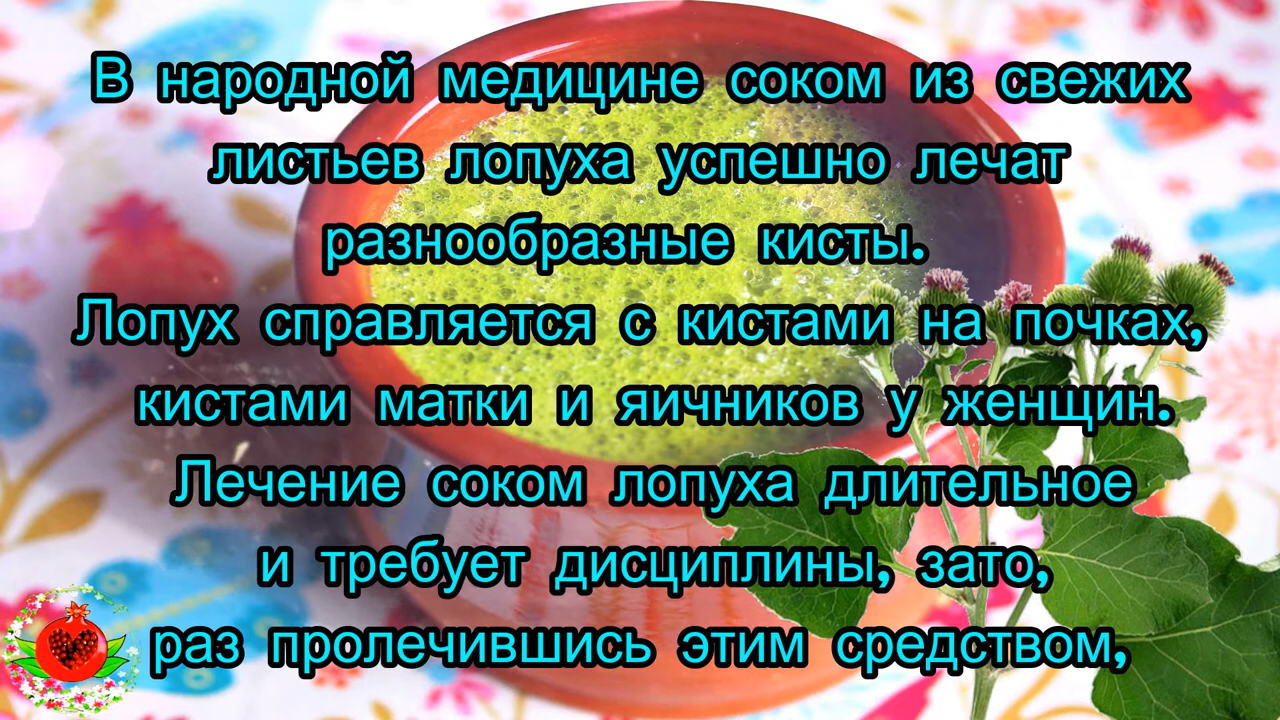 В народной медицине соком из свежих
листьев лопуха успешно лечат
разнообразные кисты.
Лопух справляется с кистами на почках,
кистами матки и яичников у женщин.
Лечение соком лопуха длительное
и требует дисциплины, зато,
раз пролечившись этим средством,